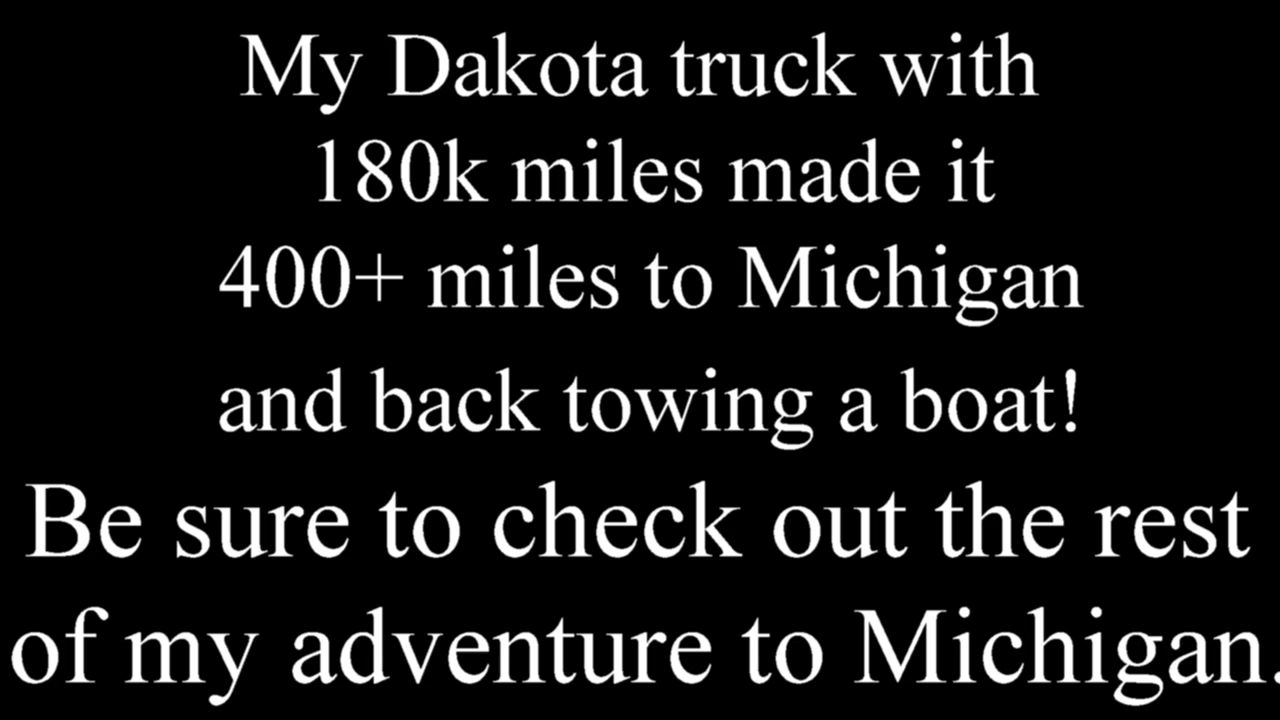 My Dakota truck with
180k miles made it
400+ miles to Michigan
and back towing a boat!
Be sure to check out the rest
of my adventure to Michigan.